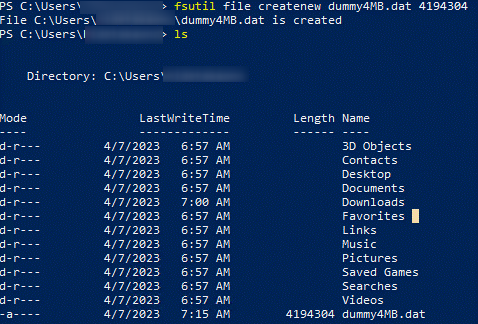 PS C:\Users\ > fsutil file createnew dummy4MB.dat 4194304
File C:\Users\ \dummy4MB.dat is created
PS C:\Users\ > ls
Directory: C:\Users\
Mode LastWriteTime Length Name
---- ------------- ------ ----
d-r--- 4/7/2023 6:57 AM 3D Objects
d-r--- 4/7/2023 6:57 AM Contacts
d-r--- 4/7/2023 6:57 AM Desktop
d-r--- 4/7/2023 6:57 AM Documents
d-r--- 4/7/2023 7:00 AM Downloads
d-r--- 4/7/2023 6:57 AM Favorites
d-r--- 4/7/2023 6:57 AM Links
d-r--- 4/7/2023 6:57 AM Music
d-r--- 4/7/2023 6:57 AM Pictures
d-r--- 4/7/2023 6:57 AM Saved Games
d-r--- 4/7/2023 6:57 AM Searches
d-r--- 4/7/2023 6:57 AM Videos
-a---- 4/7/2023 7:15 AM 4194304 dummy4MB.dat